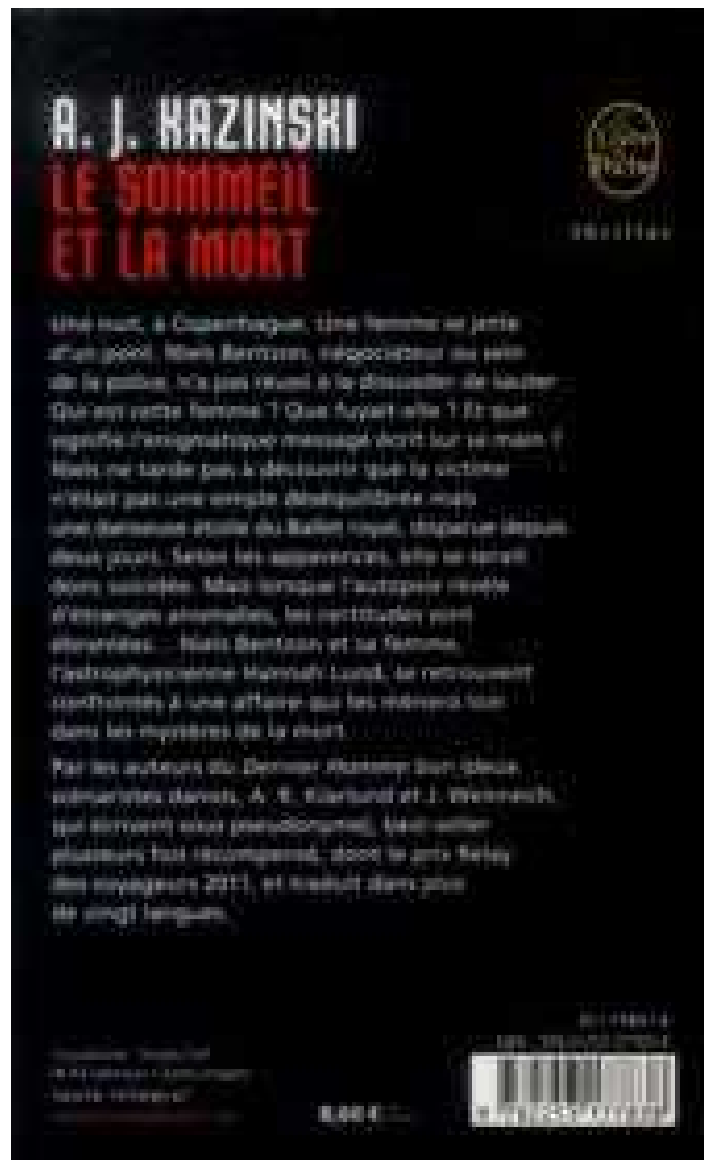 A. J. KAZINSKI
LE SOMMEIL
ET LA MORT
Thriller
Une nuit, à Copenhague. Une femme se jette
d'un pont. Niels Bentzon, négociateur au sein
de la police, n'a pas réussi à la dissuader de sauter.
Qui est cette femme ? Que fuyait-elle ? Et que
signifie l'énigmatique message écrit sur sa main ?
Niels ne tarde pas à découvrir que la victime
n'était pas une simple déséquilibrée mais
une danseuse étoile du Ballet royal, disparue depuis
deux jours. Selon les apparences, elle se serait
donc suicidée. Mais lorsque l'autopsie révèle
d'étranges anomalies, les certitudes sont
ébranlées... Niels Bentzon et sa femme,
l'astrophysicienne Hannah Lund, se retrouvent
confrontés à une affaire qui les mènera loin
dans les mystères de la mort.
Par les auteurs du Dernier Homme bon (deux
scénaristes danois, A. R. Klarlund et J. Weinreich,
qui écrivent sous pseudonyme), best-seller
plusieurs fois récompensé, dont le prix Relay
des voyageurs 2011, et traduit dans plus
de vingt langues.